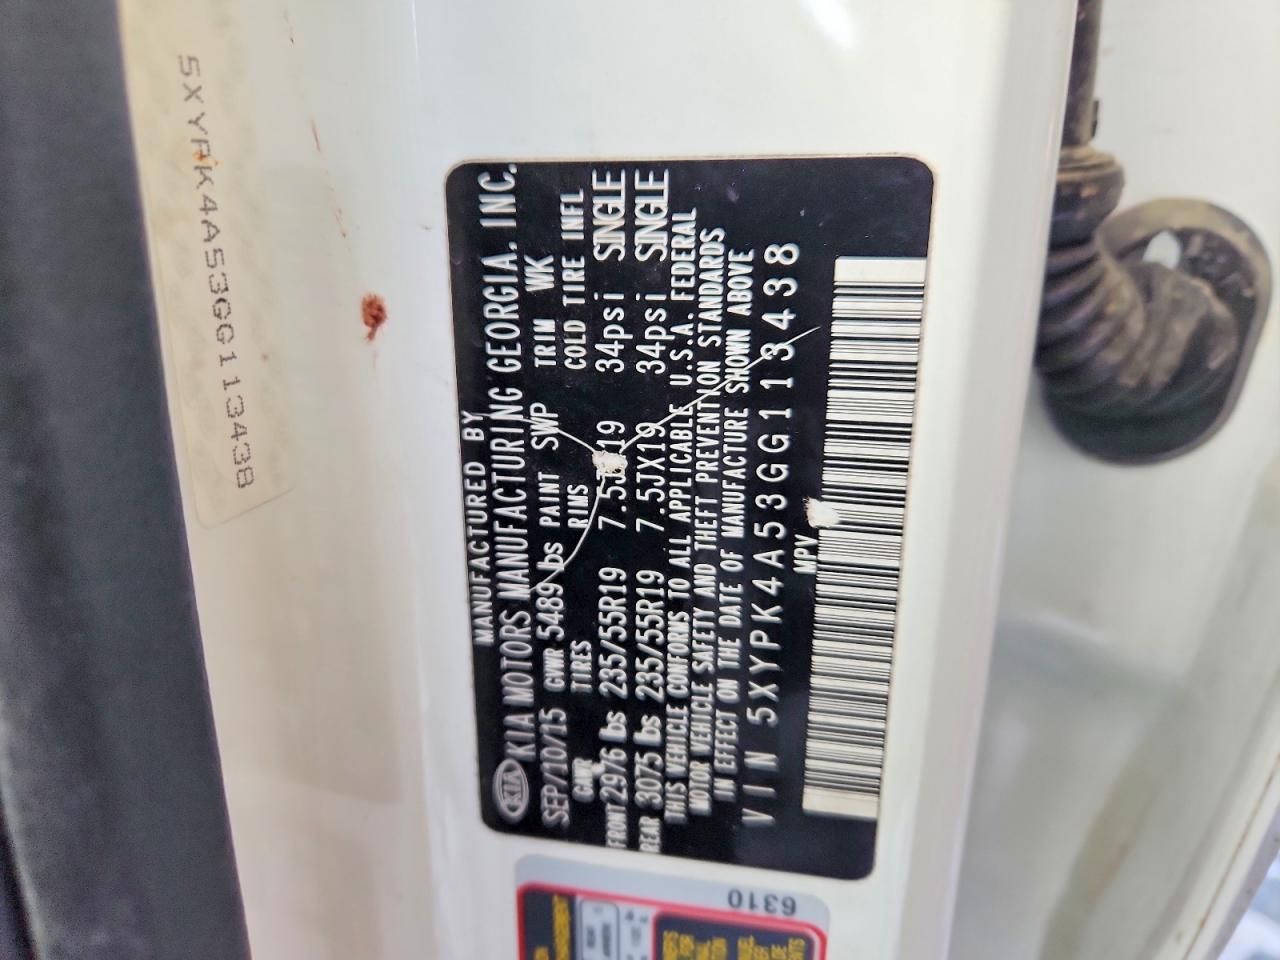 5XYPK4A53GG113438
MANUFACTURED BY
KIA KIA MOTORS MANUFACTURING GEORGIA. INC.
SEP/10/15 GVWR 5489 lbs PAINT SWP TRIM WK
GAWR TIRES RIMS COLD TIRE INFL
FRONT 2976 lbs 235/55R19 7.5JX19 34psi SINGLE
REAR 3075 lbs 235/55R19 7.5JX19 34psi SINGLE
THIS VEHICLE CONFORMS TO ALL APPLICABLE U.S.A. FEDERAL
MOTOR VEHICLE SAFETY AND THEFT PREVENTION STANDARDS
IN EFFECT ON THE DATE OF MANUFACTURE SHOWN ABOVE
VIN 5XYPK4A53GG113438
MPV
6310